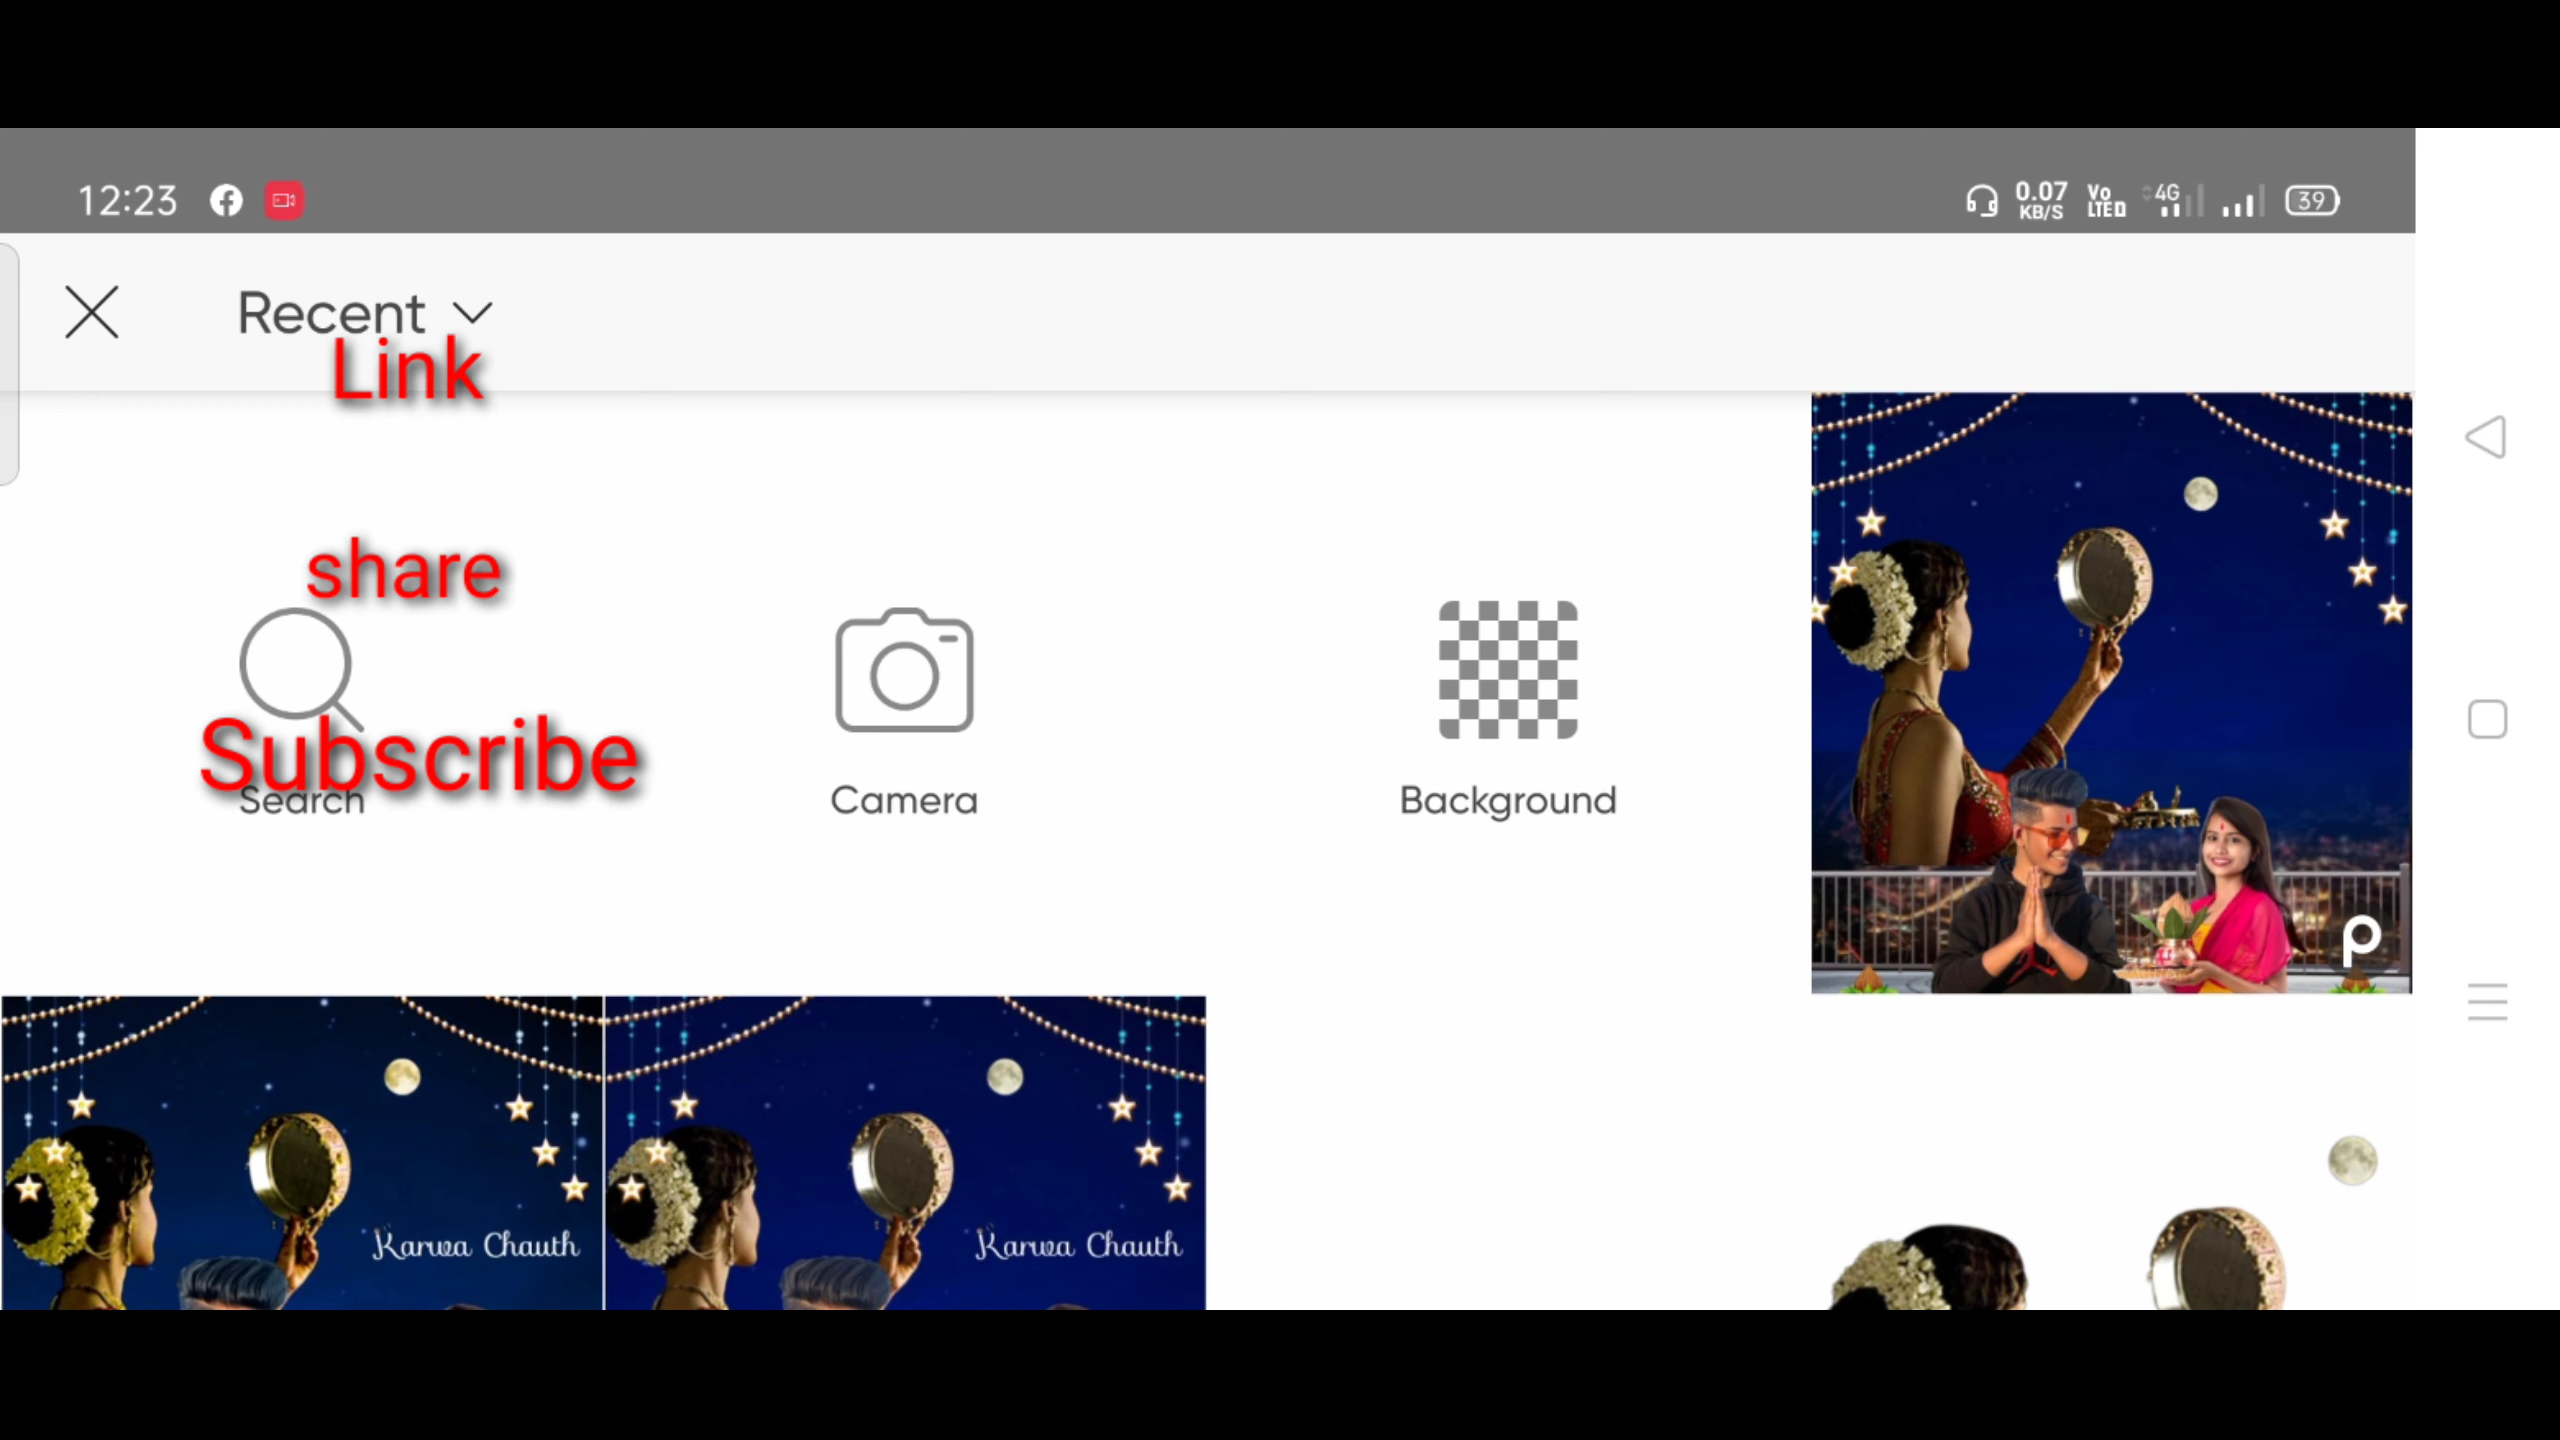 12:23
0.07 KB/S Vo LTE 4G 39
Recent
Link
share
Subscribe
Search Camera Background
Karwa Chauth Karwa Chauth